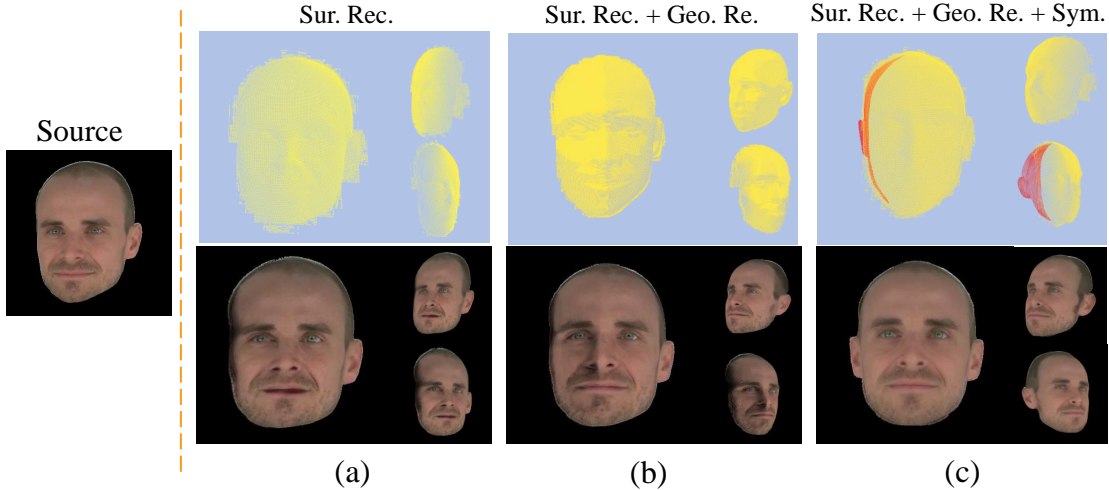 Sur. Rec.
Sur. Rec. + Geo. Re.
Sur. Rec. + Geo. Re. + Sym.
Source
(a)
(b)
(c)